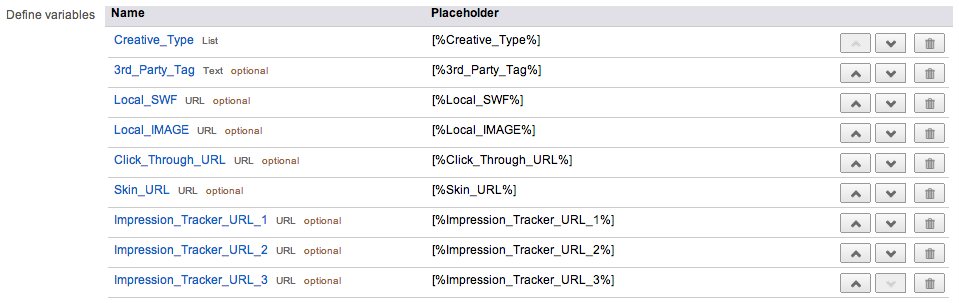 Define variables Name Placeholder
Creative_Type List [%Creative_Type%]
3rd_Party_Tag Text optional [%3rd_Party_Tag%]
Local_SWF URL optional [%Local_SWF%]
Local_IMAGE URL optional [%Local_IMAGE%]
Click_Through_URL URL optional [%Click_Through_URL%]
Skin_URL URL optional [%Skin_URL%]
Impression_Tracker_URL_1 URL optional [%Impression_Tracker_URL_1%]
Impression_Tracker_URL_2 URL optional [%Impression_Tracker_URL_2%]
Impression_Tracker_URL_3 URL optional [%Impression_Tracker_URL_3%]